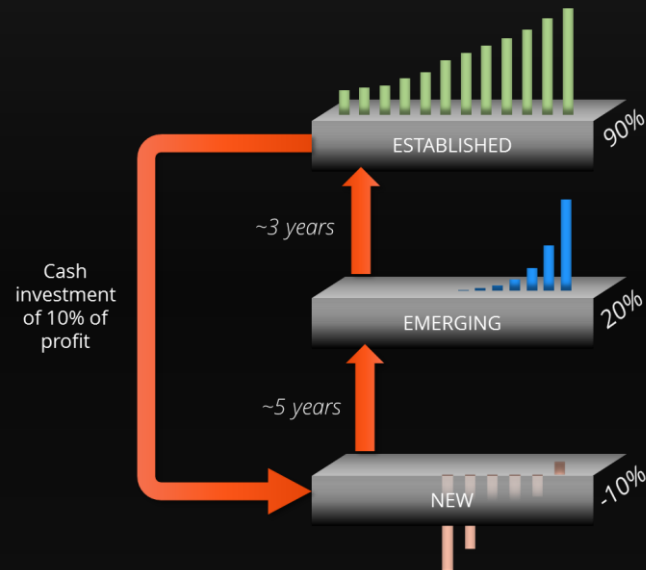 ESTABLISHED
90%
~3 years
Cash
investment
of 10% of
profit
EMERGING
20%
~5 years
NEW
-10%